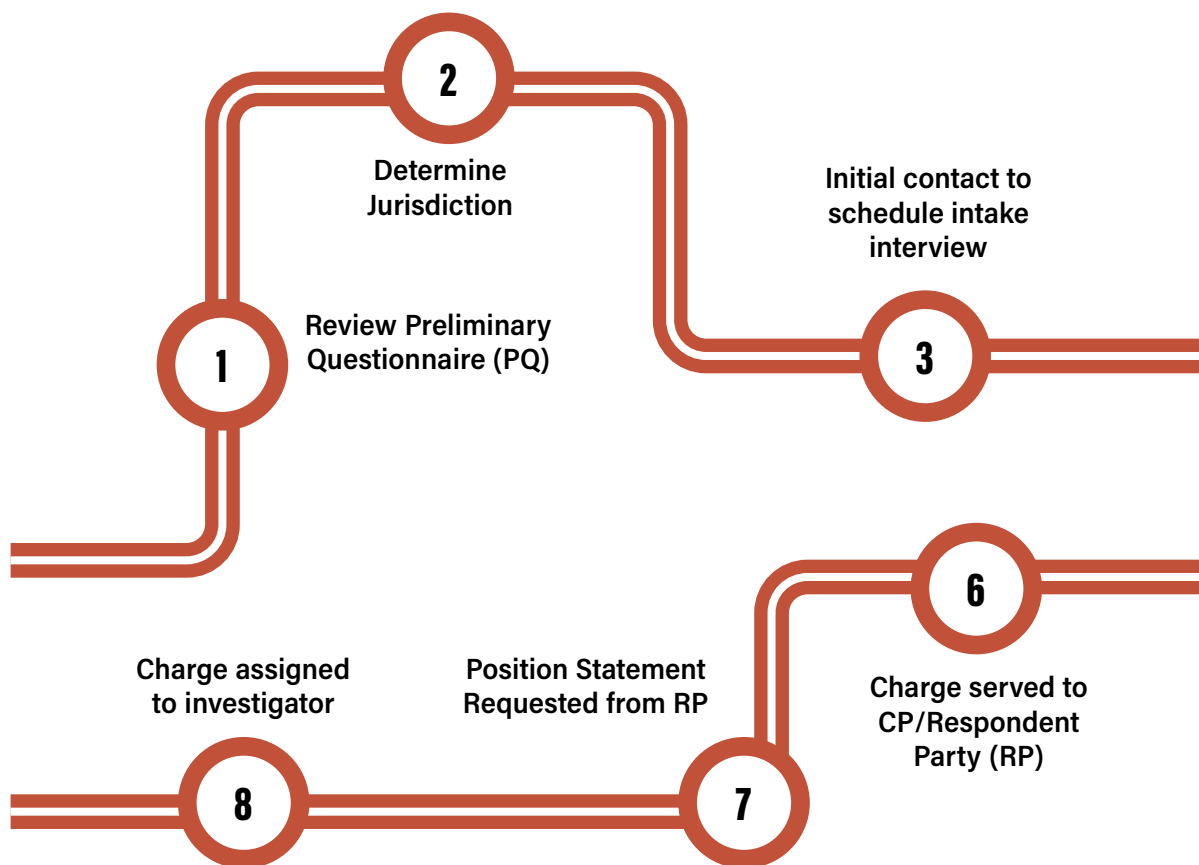 1
Review Preliminary
Questionnaire (PQ)
2
Determine
Jurisdiction
Initial contact to
schedule intake
interview
3
6
Charge served to
CP/Respondent
Party (RP)
Position Statement
Requested from RP
7
Charge assigned
to investigator
8